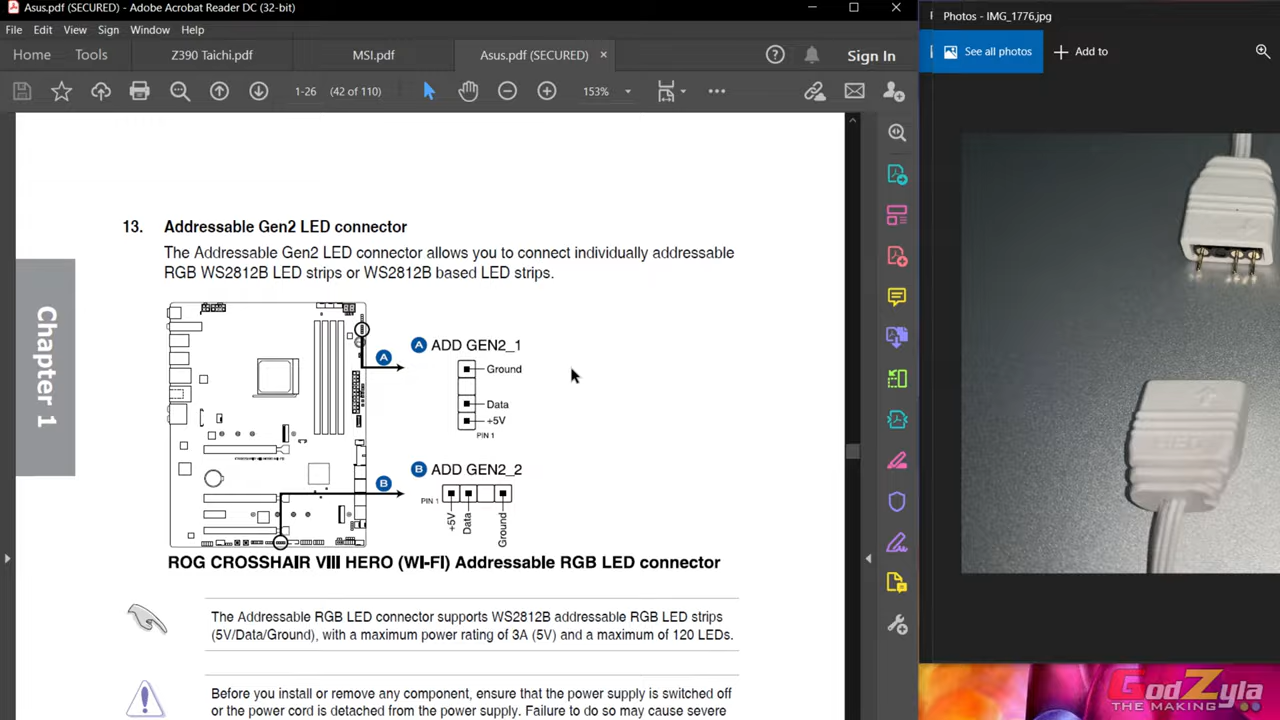 Asus.pdf (SECURED) - Adobe Acrobat Reader DC (32-bit)
File Edit View Sign Window Help
Home Tools Z390 Taichi.pdf MSI.pdf Asus.pdf (SECURED) × Sign In
1-26 (42 of 110) 153%
Photos - IMG_1776.jpg
See all photos Add to
Chapter 1
13. Addressable Gen2 LED connector
The Addressable Gen2 LED connector allows you to connect individually addressable
RGB WS2812B LED strips or WS2812B based LED strips.
A
A ADD GEN2_1
Ground
Data
+5V
PIN 1
B
B ADD GEN2_2
PIN 1
+5V
Data
Ground
ROG CROSSHAIR VIII HERO (WI-FI) Addressable RGB LED connector
The Addressable RGB LED connector supports WS2812B addressable RGB LED strips
(5V/Data/Ground), with a maximum power rating of 3A (5V) and a maximum of 120 LEDs.
Before you install or remove any component, ensure that the power supply is switched off
or the power cord is detached from the power supply. Failure to do so may cause severe
GodZyla
THE MAKING